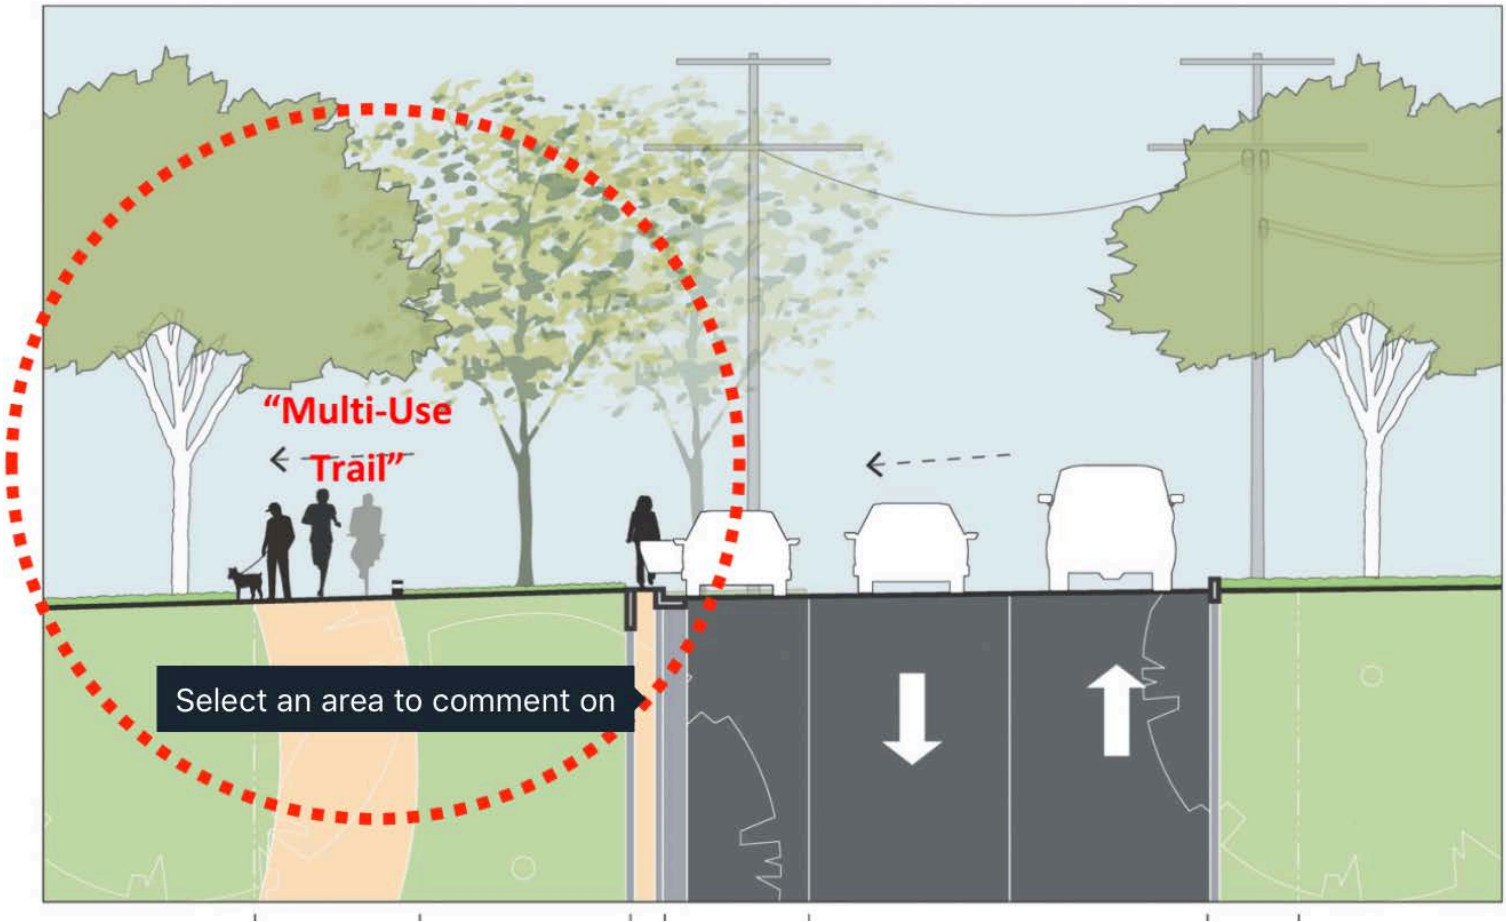 “Multi-Use
Trail”
Select an area to comment on